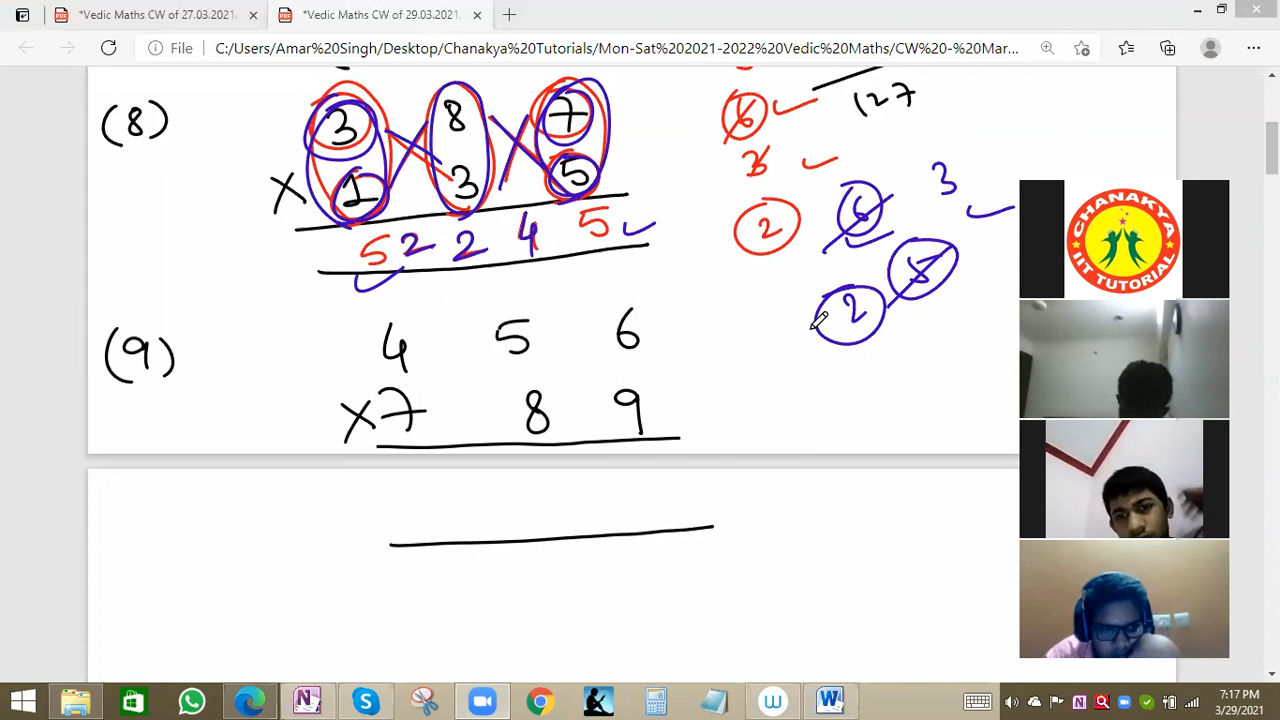 *Vedic Maths CW of 27.03.2021.
*Vedic Maths CW of 29.03.2021.
File
C:/Users/Amar%20Singh/Desktop/Chanakya%20Tutorials/Mon-Sat%202021-2022%20Vedic%20Maths/CW%20-%20Mar...
(8)
3 8 7
X 1 3 5
5 2 2 4 5
127
6
3
2
6
3
5
2
(9)
4 5 6
X7 8 9
CHANAKYA
IIT TUTORIAL
7:17 PM
3/29/2021